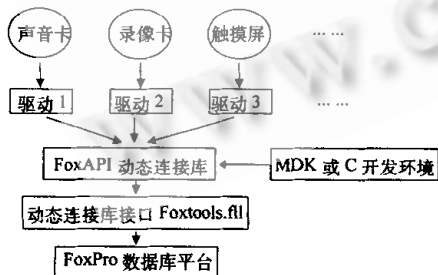 声音卡 录像卡 触摸屏 … …
驱动1 驱动2 驱动3 … …
FoxAPI 动态连接库 MDK 或 C 开发环境
动态连接库接口 Foxtools.fll
FoxPro 数据库平台